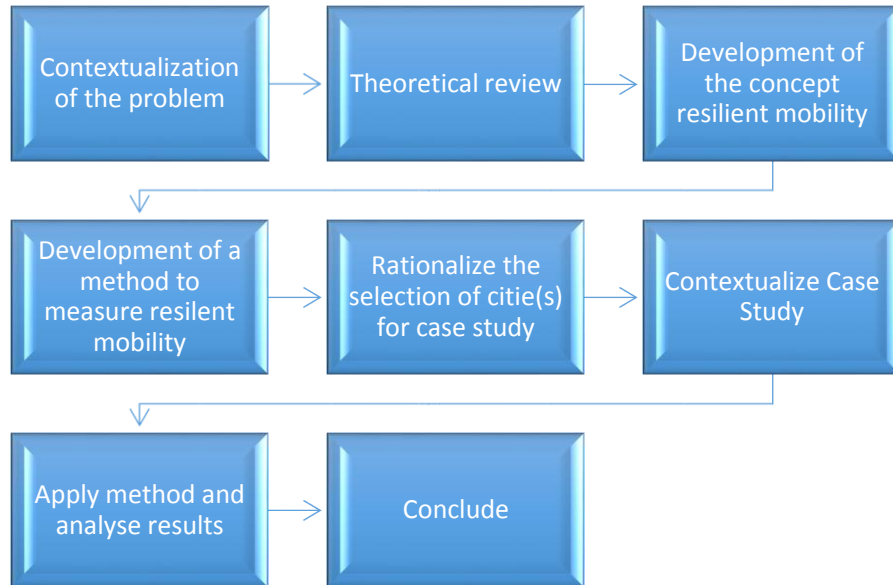 Contextualization
of the problem
Theoretical review
Development of
the concept
resilient mobility
Development of a
method to
measure resilent
mobility
Rationalize the
selection of citie(s)
for case study
Contextualize Case
Study
Apply method and
analyse results
Conclude